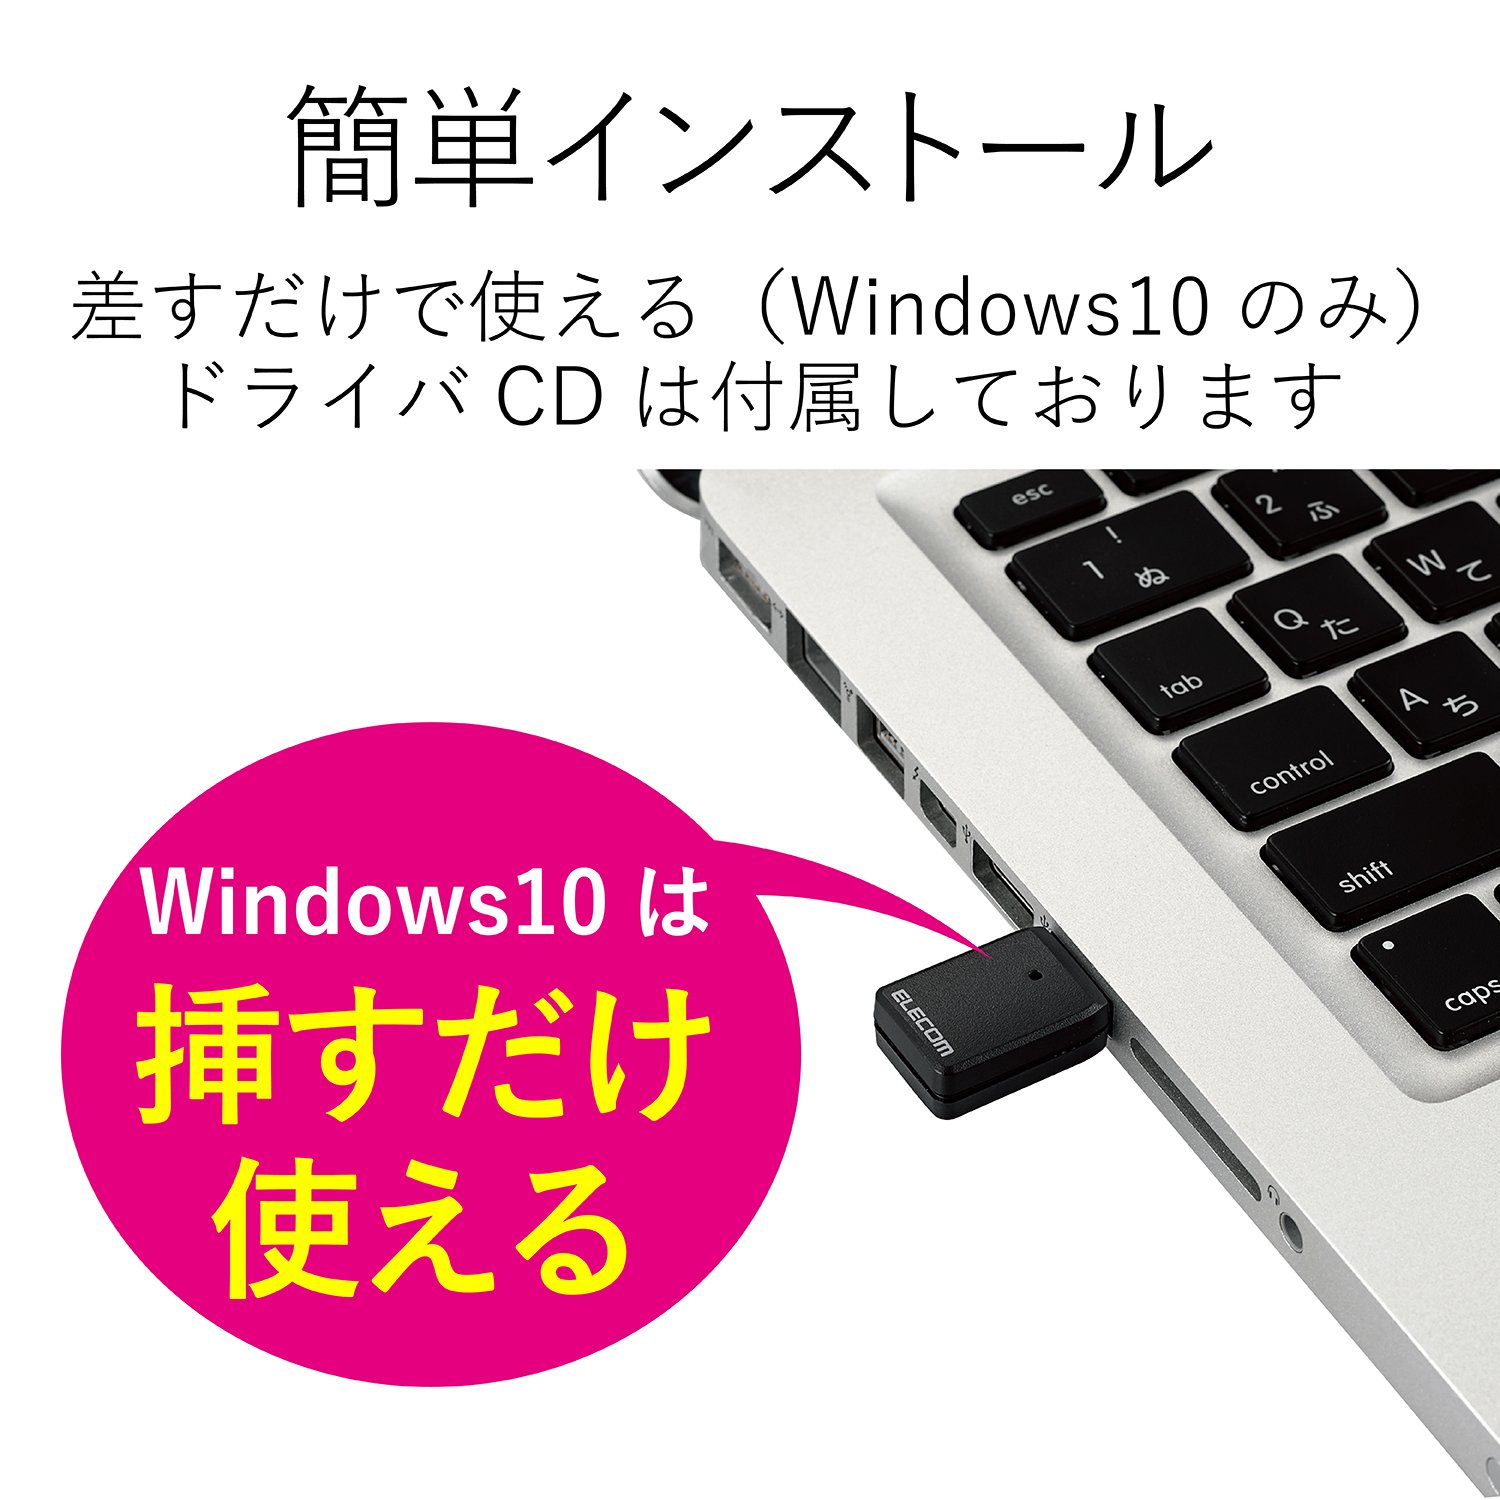 簡単インストール
差すだけで使える（Windows10 のみ）
ドライバ CD は付属しております
esc
! 1 ぬ
2 ふ
Q た
W て
tab
A ち
control
shift
caps
Windows10 は
挿すだけ
使える
ELECOM